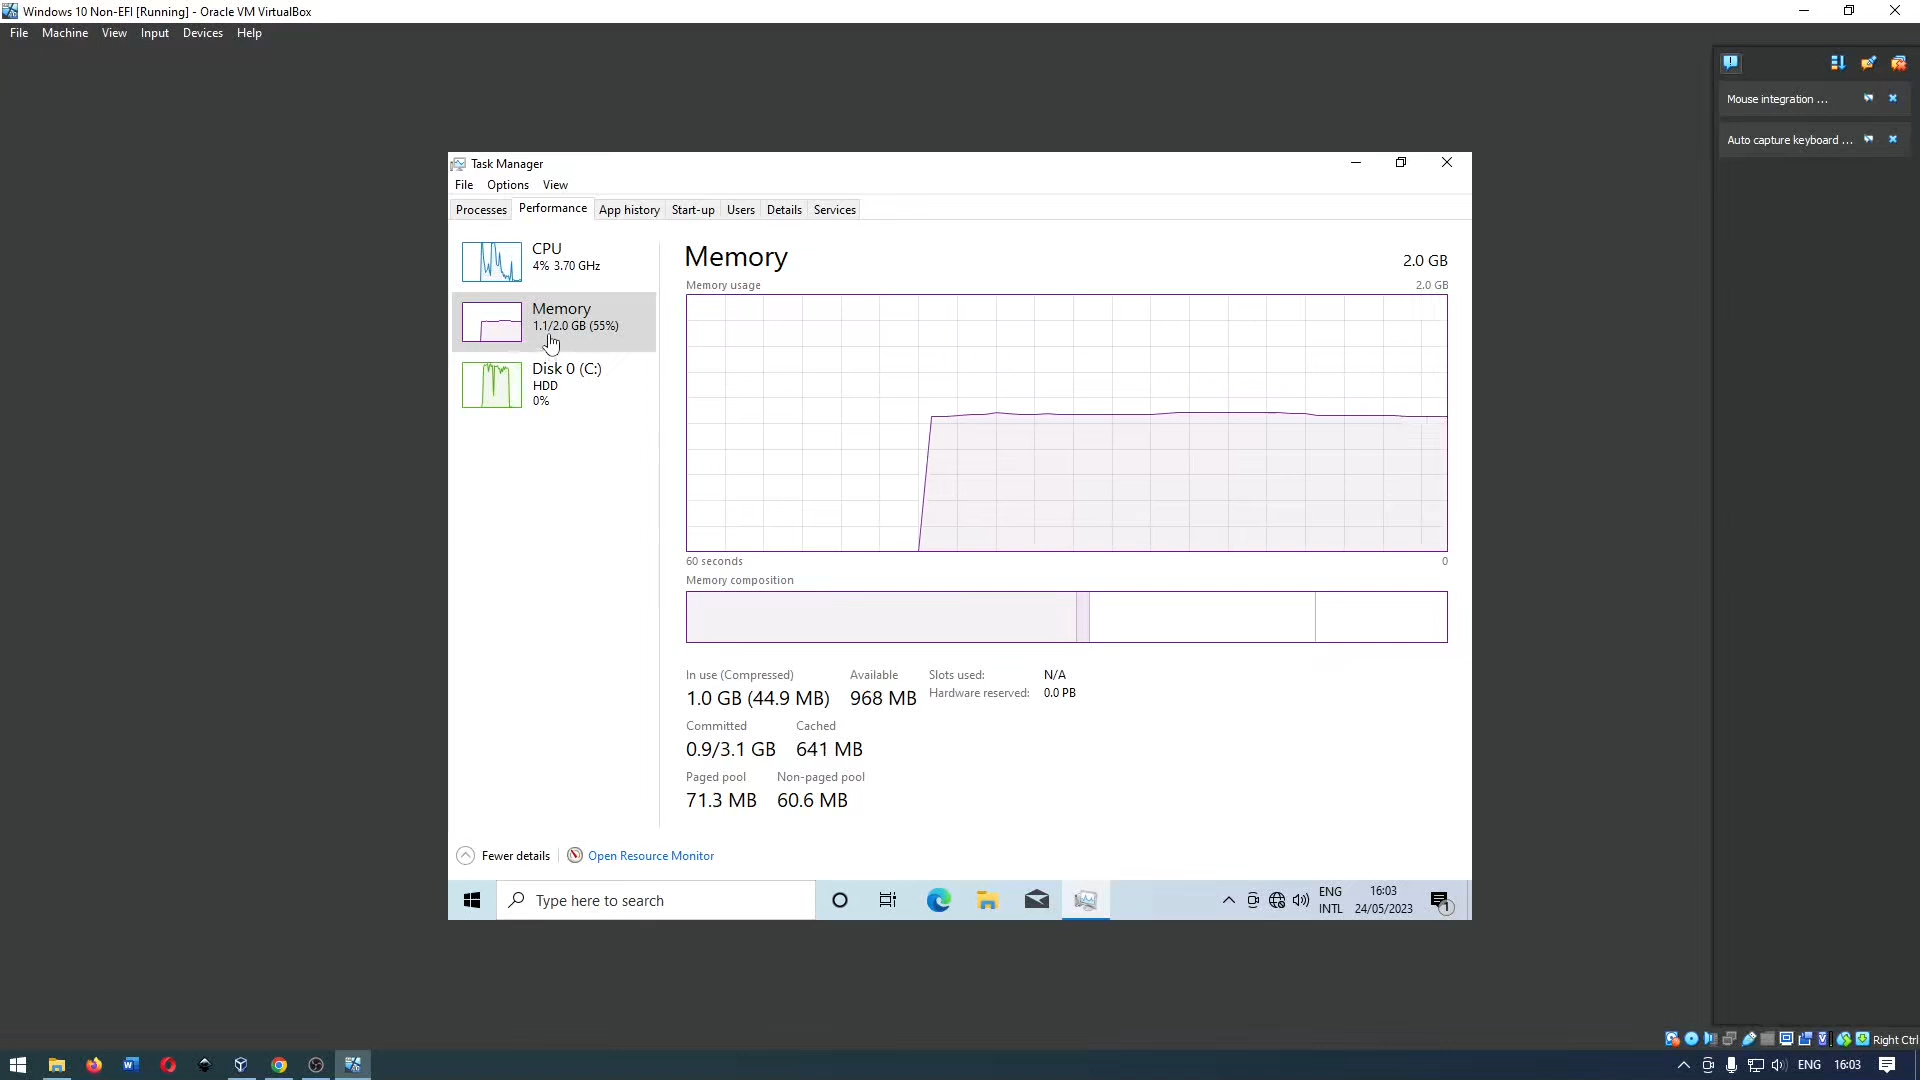 Windows 10 Non-EFI [Running] - Oracle VM VirtualBox
File Machine View Input Devices Help
Mouse integration ...
Auto capture keyboard ...
Task Manager
File Options View
Processes Performance App history Start-up Users Details Services
CPU
4% 3.70 GHz
Memory
1.1/2.0 GB (55%)
Disk 0 (C:)
HDD
0%
Memory 2.0 GB
Memory usage 2.0 GB
60 seconds 0
Memory composition
In use (Compressed) Available Slots used: N/A
1.0 GB (44.9 MB) 968 MB Hardware reserved: 0.0 PB
Committed Cached
0.9/3.1 GB 641 MB
Paged pool Non-paged pool
71.3 MB 60.6 MB
Fewer details Open Resource Monitor
Type here to search
ENG
INTL
16:03
24/05/2023
1
Right Ctrl
ENG 16:03